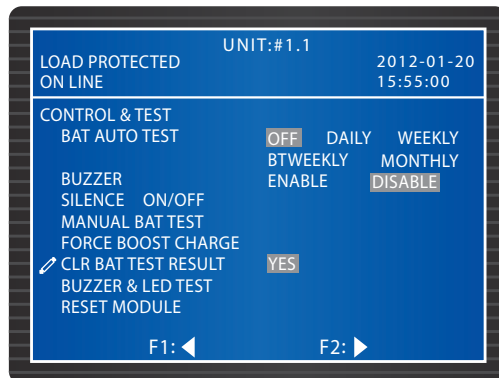 UNIT:#1.1
LOAD PROTECTED 2012-01-20
ON LINE 15:55:00
CONTROL & TEST
BAT AUTO TEST OFF DAILY WEEKLY
BTWEEKLY MONTHLY
BUZZER ENABLE DISABLE
SILENCE ON/OFF
MANUAL BAT TEST
FORCE BOOST CHARGE
CLR BAT TEST RESULT YES
BUZZER & LED TEST
RESET MODULE
F1: F2: